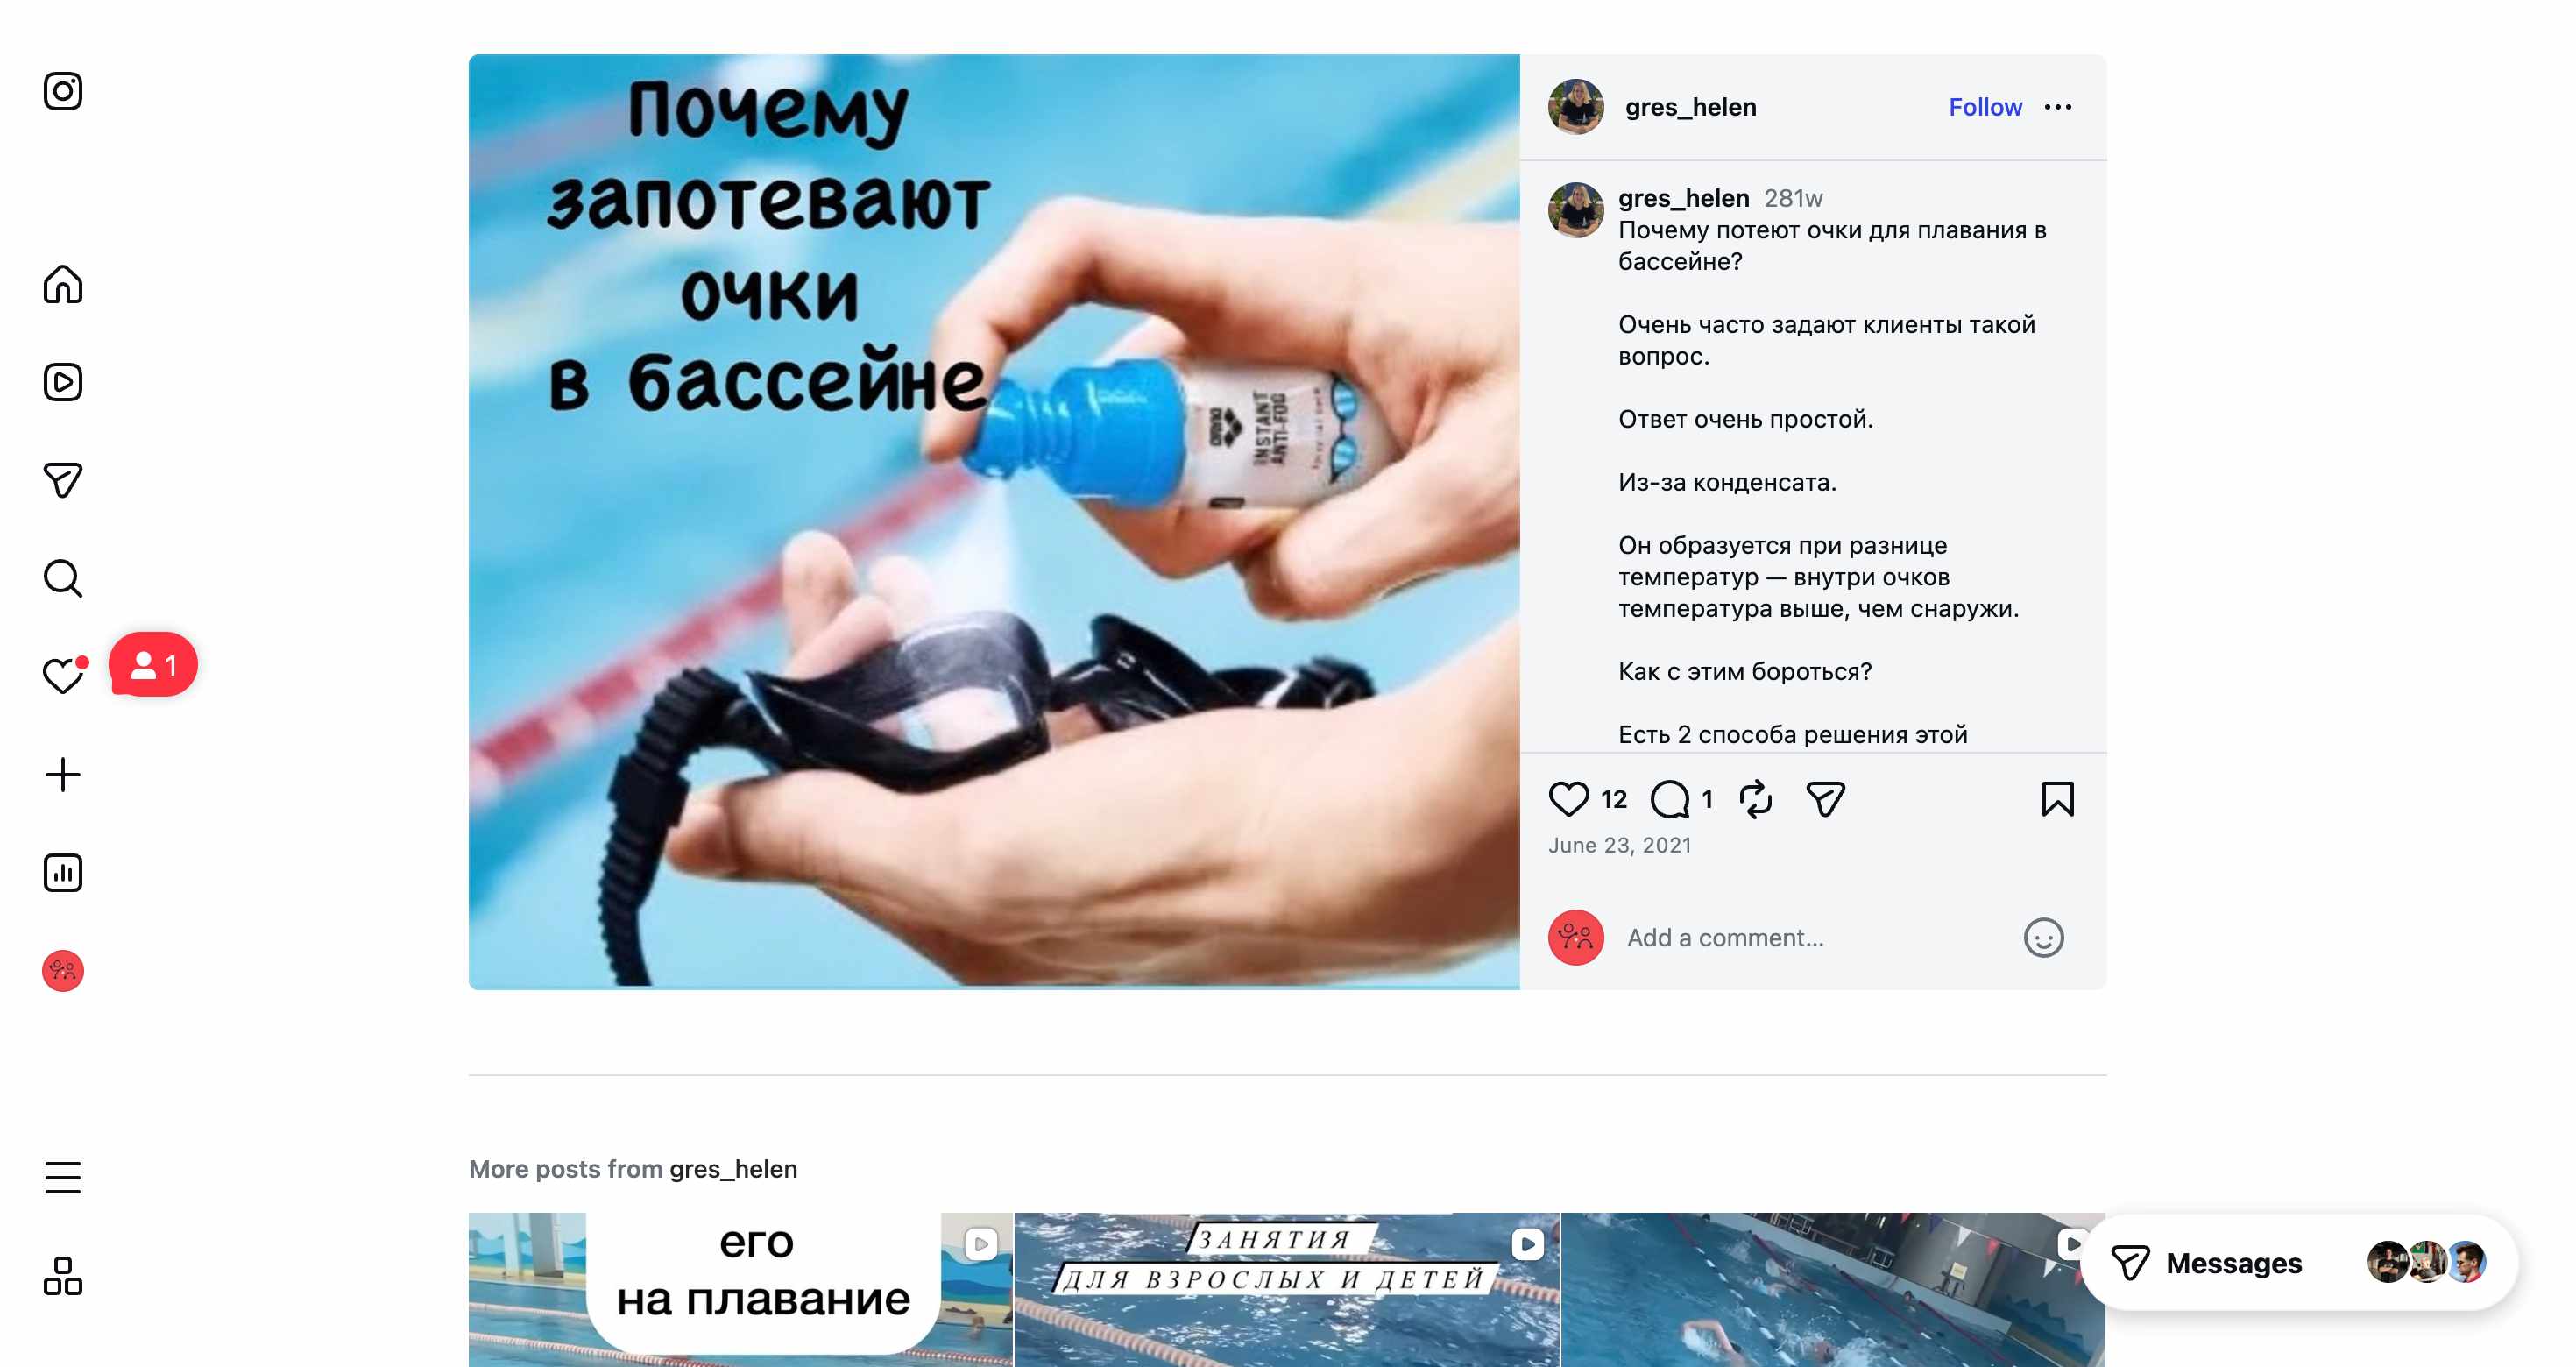 Почему
запотевают
очки
в бассейне
arena
INSTANT
ANTI-FOG
gres_helen
Follow
gres_helen 281w
Почему потеют очки для плавания в
бассейне?
Очень часто задают клиенты такой
вопрос.
Ответ очень простой.
Из-за конденсата.
Он образуется при разнице
температур — внутри очков
температура выше, чем снаружи.
Как с этим бороться?
Есть 2 способа решения этой
12 1
June 23, 2021
Add a comment...
1
More posts from gres_helen
его
на плавание
ЗАНЯТИЯ
ДЛЯ ВЗРОСЛЫХ И ДЕТЕЙ
Messages